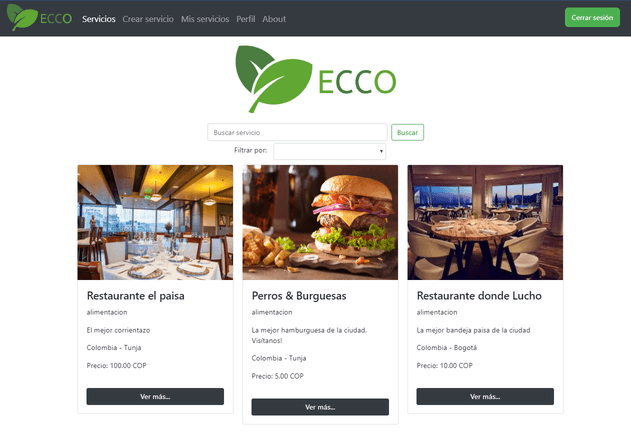 ECCO
Servicios Crear servicio Mis servicios Perfil About
Cerrar sesión
ECCO
Buscar servicio
Buscar
Filtrar por:
Restaurante el paisa
alimentacion
El mejor corrientazo
Colombia - Tunja
Precio: 100.00 COP
Ver más...
Perros & Burguesas
alimentacion
La mejor hamburguesa de la ciudad.
Visítanos!
Colombia - Tunja
Precio: 5.00 COP
Ver más...
Restaurante donde Lucho
alimentacion
La mejor bandeja paisa de la ciudad
Colombia - Bogotá
Precio: 10.00 COP
Ver más...